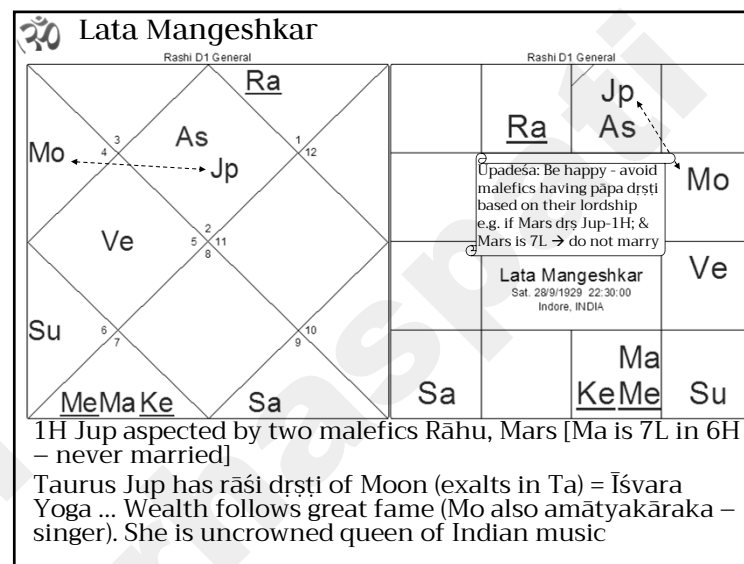 ॐ Lata Mangeshkar
Rashi D1 General
Ra
As
Jp
Mo
3
4
1
12
Ve
2
5 11
8
Su
6
7
10
9
MeMaKe
Sa
Rashi D1 General
Jp
Ra As
Mo
Upadeśa: Be happy - avoid
malefics having pāpa dṛṣṭi
based on their lordship
e.g. if Mars dṛṣ Jup-1H; &
Mars is 7L → do not marry
Lata Mangeshkar
Sat. 28/9/1929 22:30:00
Indore, INDIA
Ve
Ma
Sa KeMe Su
1H Jup aspected by two malefics Rāhu, Mars [Ma is 7L in 6H
– never married]
Taurus Jup has rāśi dṛṣṭi of Moon (exalts in Ta) = Īśvara
Yoga ... Wealth follows great fame (Mo also amātyakāraka –
singer). She is uncrowned queen of Indian music